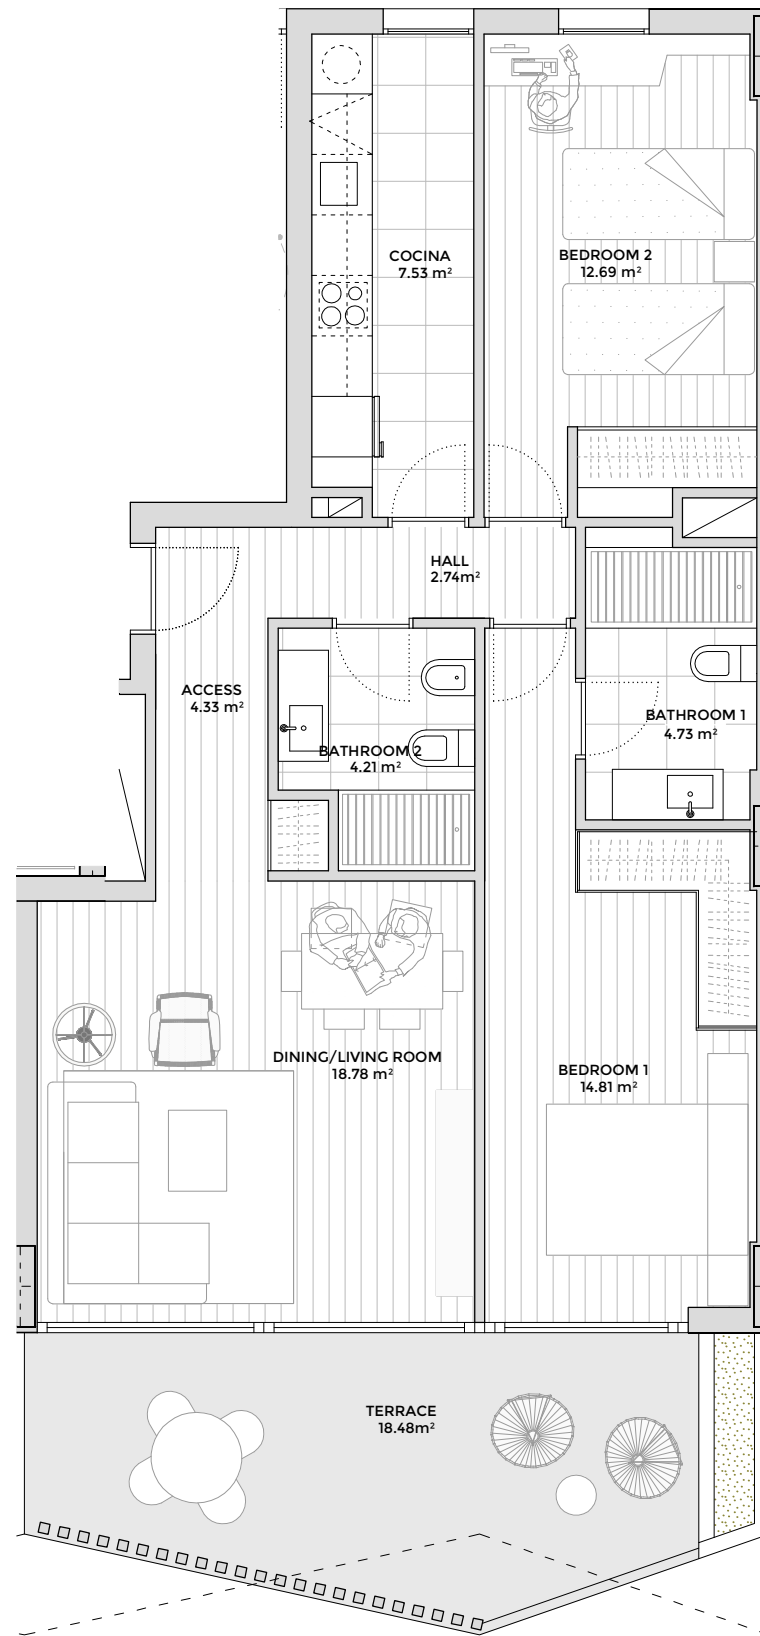 COCINA
7.53 m²
BEDROOM 2
12.69 m²
HALL
2.74m²
ACCESS
4.33 m²
BATHROOM 1
4.73 m²
BATHROOM 2
4.21 m²
DINING/LIVING ROOM
18.78 m²
BEDROOM 1
14.81 m²
TERRACE
18.48m²